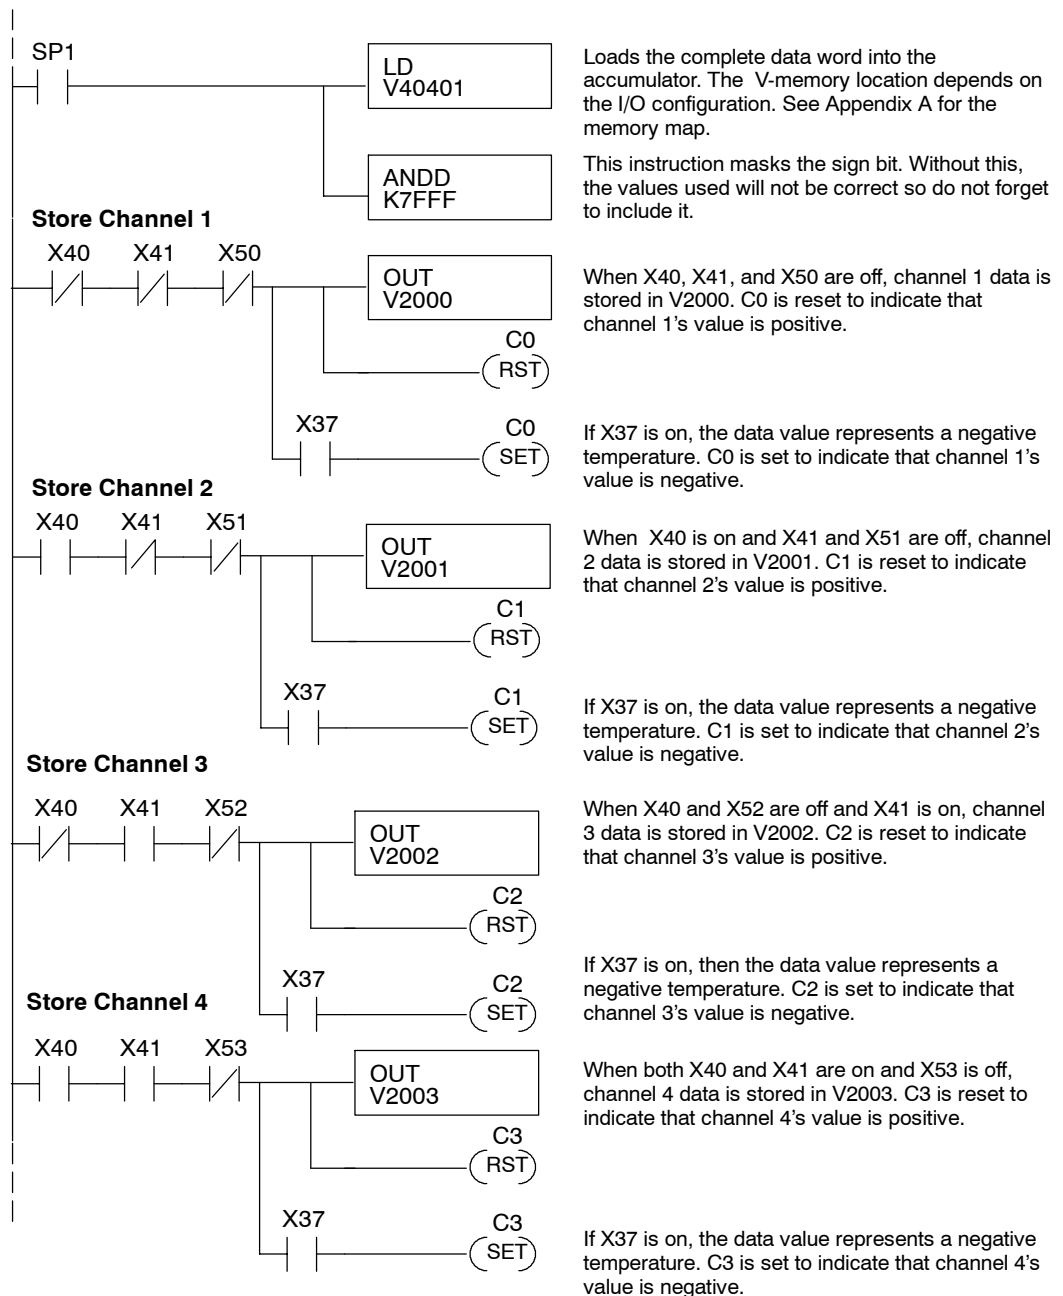 SP1
LD
V40401
Loads the complete data word into the
accumulator. The V-memory location depends on
the I/O configuration. See Appendix A for the
memory map.
ANDD
K7FFF
This instruction masks the sign bit. Without this,
the values used will not be correct so do not forget
to include it.
Store Channel 1
X40 X41 X50
OUT
V2000
When X40, X41, and X50 are off, channel 1 data is
stored in V2000. C0 is reset to indicate that
channel 1’s value is positive.
C0
RST
X37
C0
SET
If X37 is on, the data value represents a negative
temperature. C0 is set to indicate that channel 1’s
value is negative.
Store Channel 2
X40 X41 X51
OUT
V2001
When X40 is on and X41 and X51 are off, channel
2 data is stored in V2001. C1 is reset to indicate
that channel 2’s value is positive.
C1
RST
X37
C1
SET
If X37 is on, the data value represents a negative
temperature. C1 is set to indicate that channel 2’s
value is negative.
Store Channel 3
X40 X41 X52
OUT
V2002
When X40 and X52 are off and X41 is on, channel
3 data is stored in V2002. C2 is reset to indicate
that channel 3’s value is positive.
C2
RST
X37
C2
SET
If X37 is on, then the data value represents a
negative temperature. C2 is set to indicate that
channel 3’s value is negative.
Store Channel 4
X40 X41 X53
OUT
V2003
When both X40 and X41 are on and X53 is off,
channel 4 data is stored in V2003. C3 is reset to
indicate that channel 4’s value is positive.
C3
RST
X37
C3
SET
If X37 is on, the data value represents a negative
temperature. C3 is set to indicate that channel 4’s
value is negative.